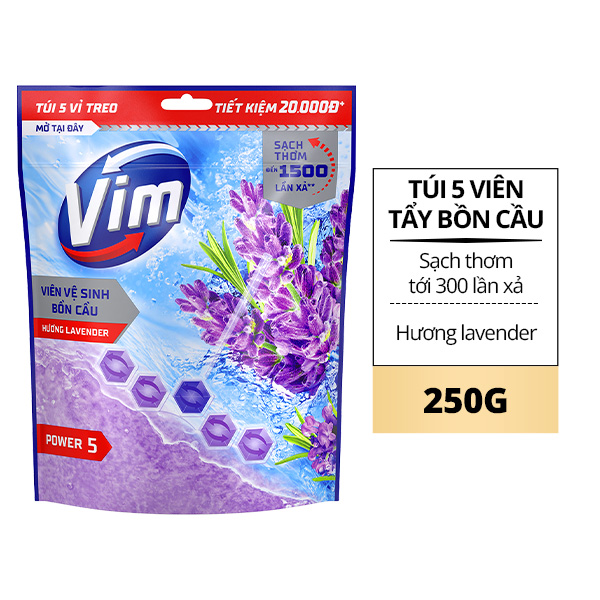 TÚI 5 VỈ TREO
TIẾT KIỆM 20.000Đ*
MỞ TẠI ĐÂY
SẠCH
THƠM
ĐẾN 1500
LẦN XẢ**
Vim
VIÊN VỆ SINH
BỒN CẦU
HƯƠNG LAVENDER
POWER 5
TÚI 5 VIÊN
TẨY BỒN CẦU
Sạch thơm
tới 300 lần xả
Hương lavender
250G